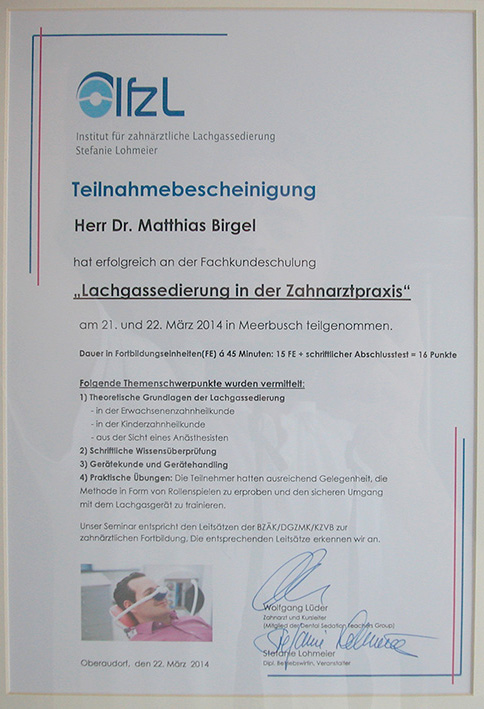 IfzL
Institut für zahnärztliche Lachgassedierung
Stefanie Lohmeier
Teilnahmebescheinigung
Herr Dr. Matthias Birgel
hat erfolgreich an der Fachkundeschulung
„Lachgassedierung in der Zahnarztpraxis“
am 21. und 22. März 2014 in Meerbusch teilgenommen.
Dauer in Fortbildungseinheiten(FE) á 45 Minuten: 15 FE + schriftlicher Abschlusstest = 16 Punkte
Folgende Themenschwerpunkte wurden vermittelt:
1) Theoretische Grundlagen der Lachgassedierung
- in der Erwachsenenzahnheilkunde
- in der Kinderzahnheilkunde
- aus der Sicht eines Anästhesisten
2) Schriftliche Wissensüberprüfung
3) Gerätekunde und Gerätehandling
4) Praktische Übungen: Die Teilnehmer hatten ausreichend Gelegenheit, die
Methode in Form von Rollenspielen zu erproben und den sicheren Umgang
mit dem Lachgasgerät zu trainieren.
Unser Seminar entspricht den Leitsätzen der BZÄK/DGZMK/KZVB zur
zahnärztlichen Fortbildung. Die entsprechenden Leitsätze erkennen wir an.
Wolfgang Lüder
Zahnarzt und Kursleiter
(Mitglied der Dental Sedation Teachers Group)
Stefanie Lohmeier
Stefanie Lohmeier
Dipl. Betriebswirtin, Veranstalter
Oberaudorf, den 22. März 2014